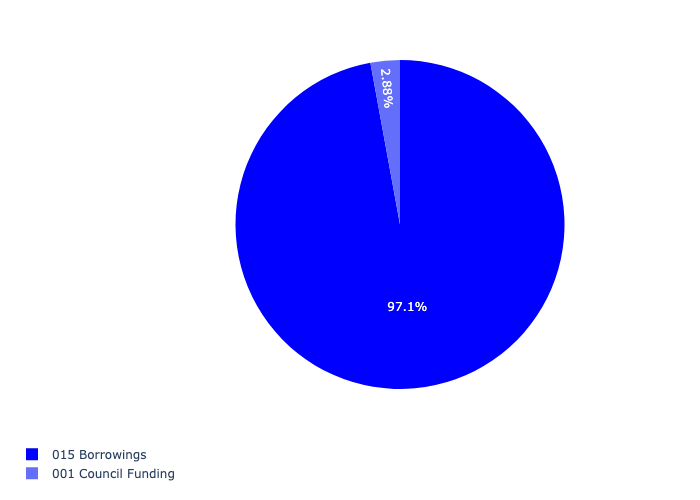 2.88%
97.1%
015 Borrowings
001 Council Funding